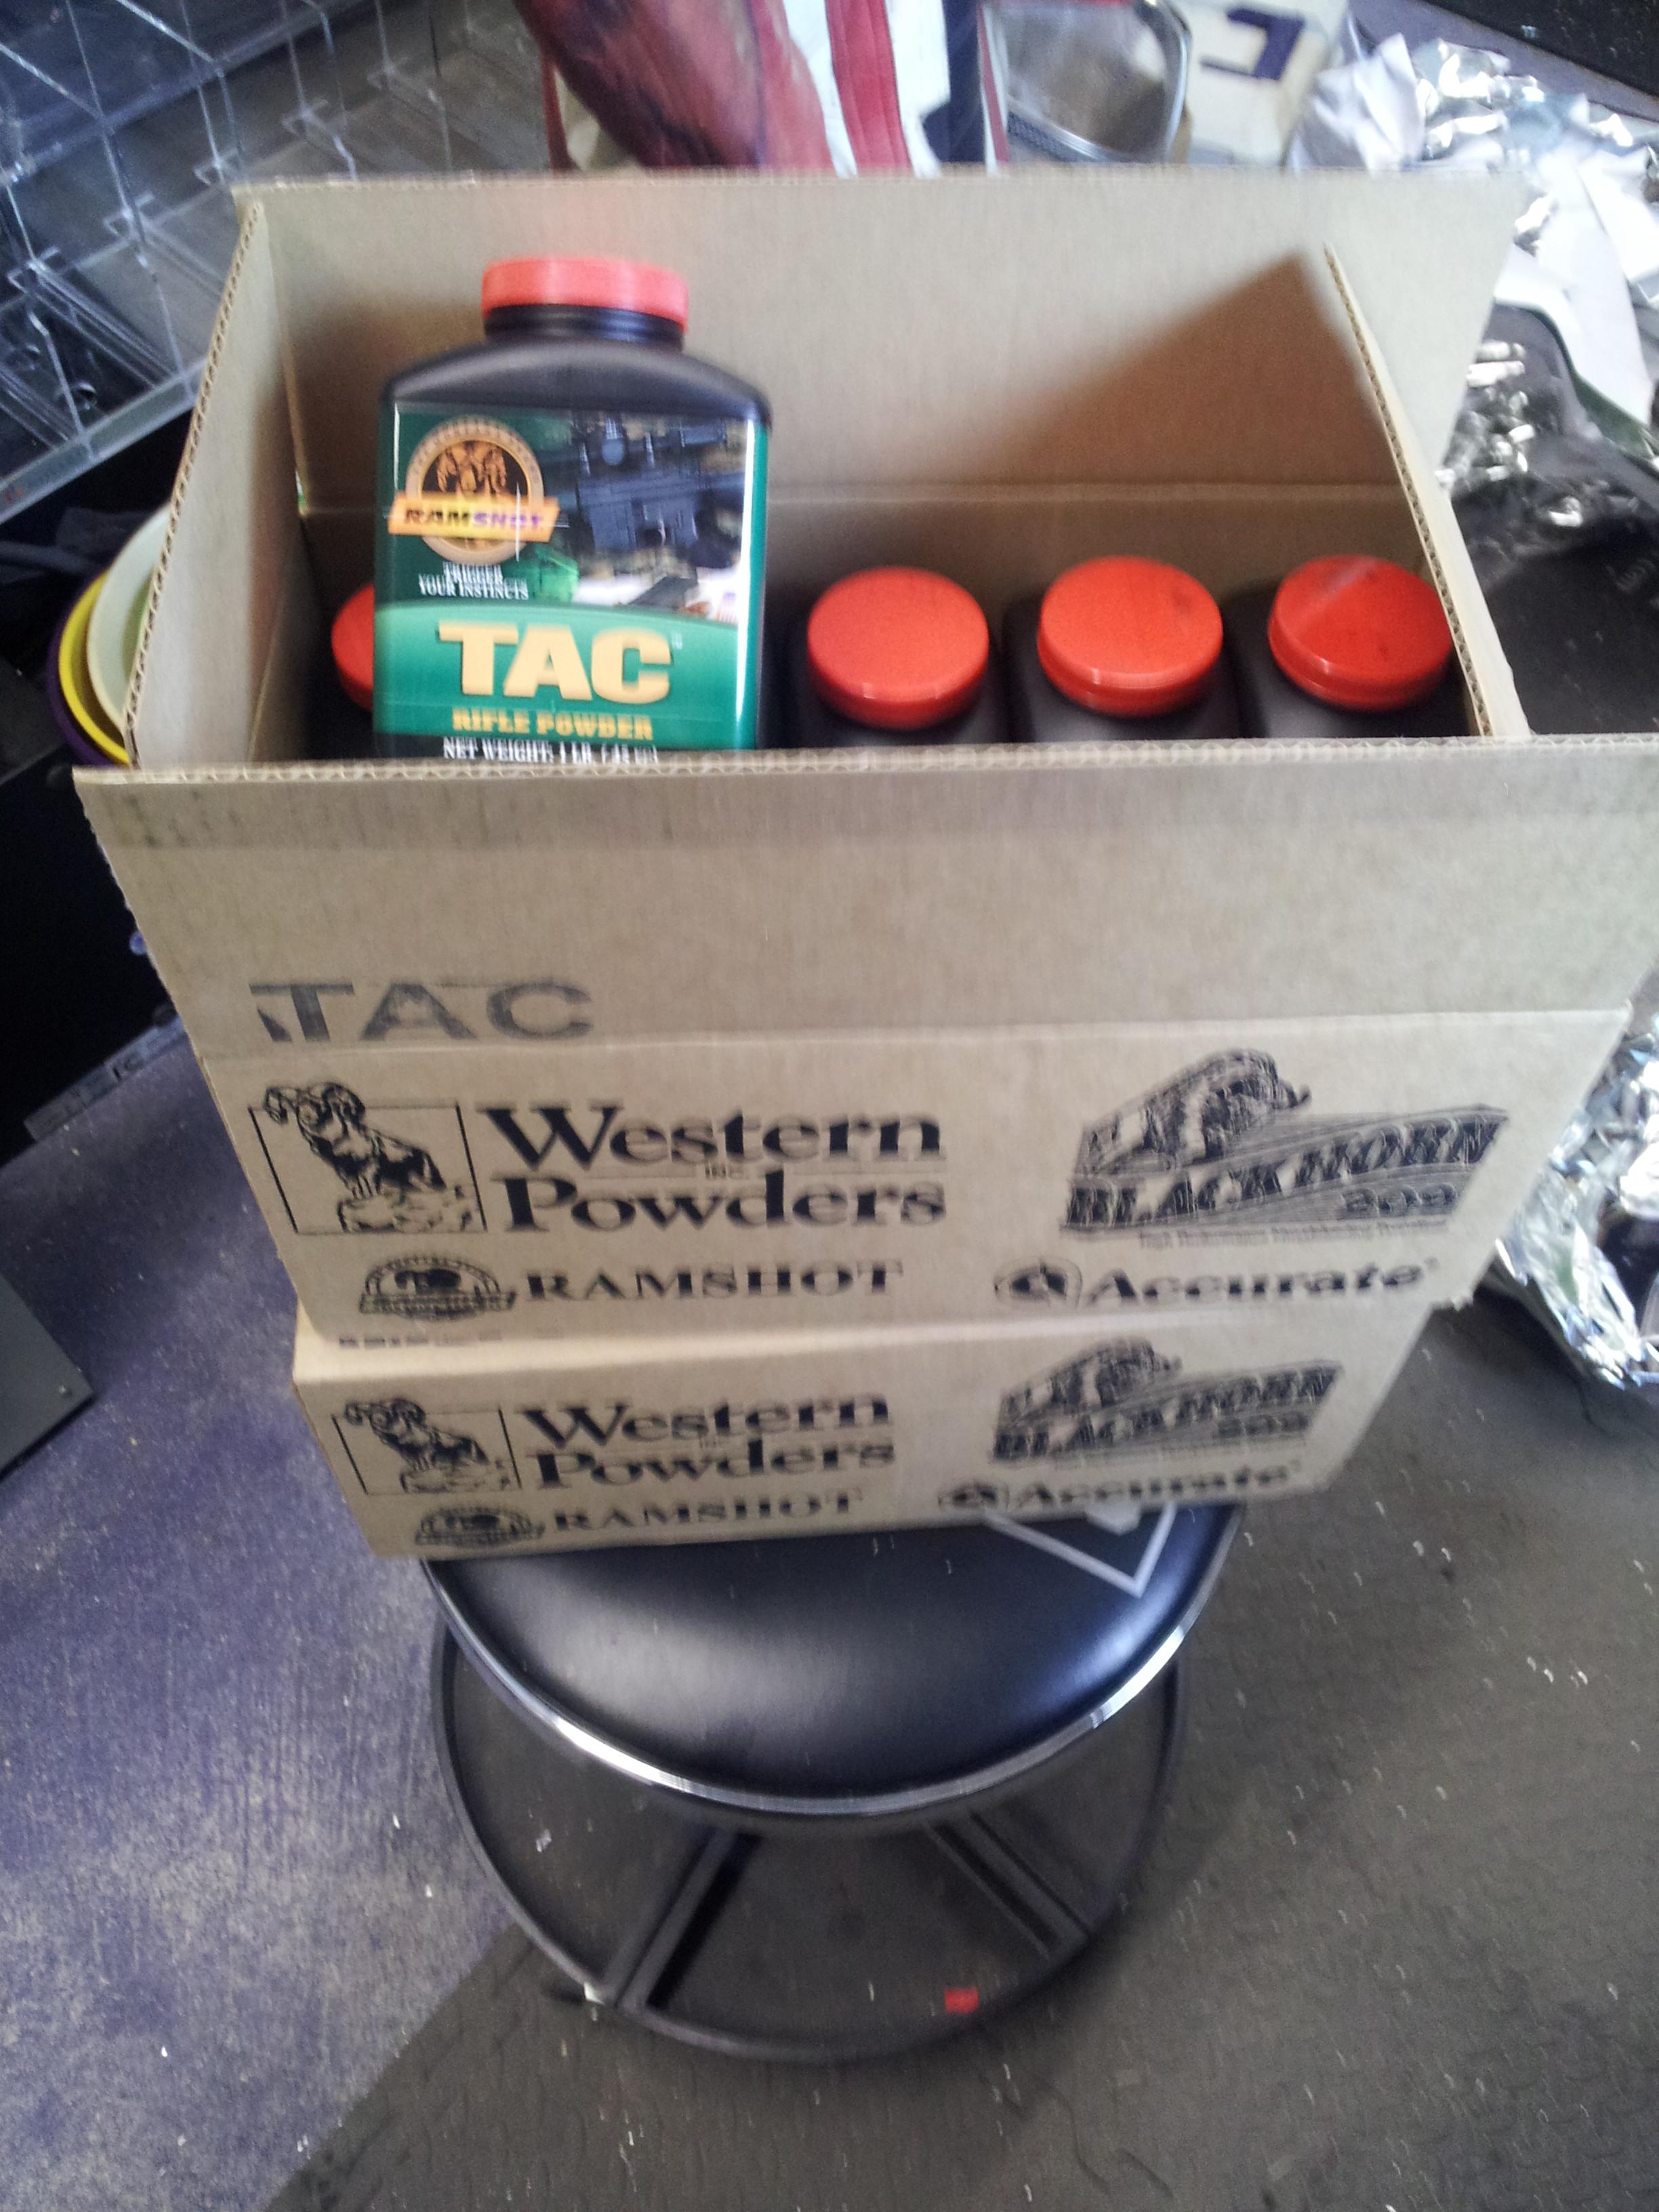 RAMSHOT
TRIGGER
YOUR INSTINCTS
TAC
RIFLE POWDER
NET WEIGHT: 1 LB.
TAC
Western
INC.
Powders
BLACKHORN
209
RAMSHOT
Accurate
Western
Powders
BLACKHORN
209
RAMSHOT
Accurate